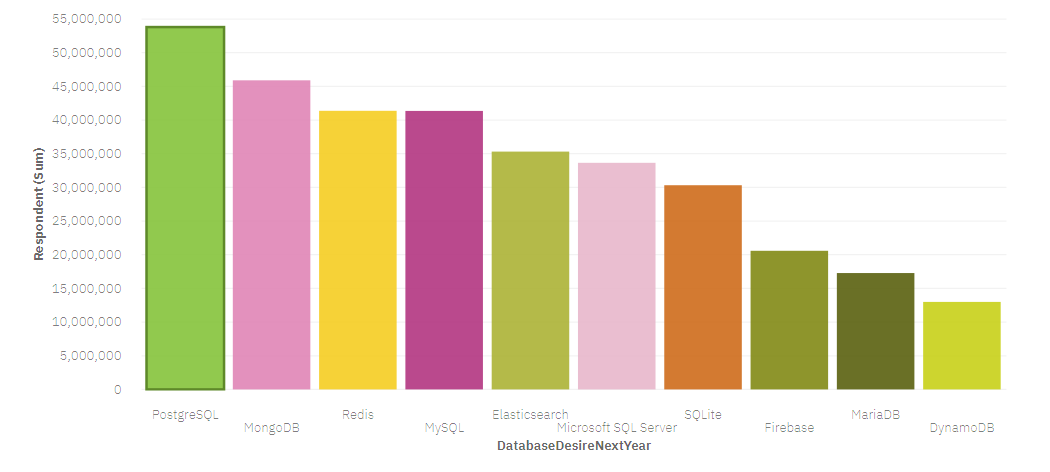 55,000,000
50,000,000
45,000,000
40,000,000
35,000,000
30,000,000
25,000,000
20,000,000
15,000,000
10,000,000
5,000,000
0
Respondent (Sum)
PostgreSQL
MongoDB
Redis
MySQL
Elasticsearch
Microsoft SQL Server
SQLite
Firebase
MariaDB
DynamoDB
DatabaseDesireNextYear